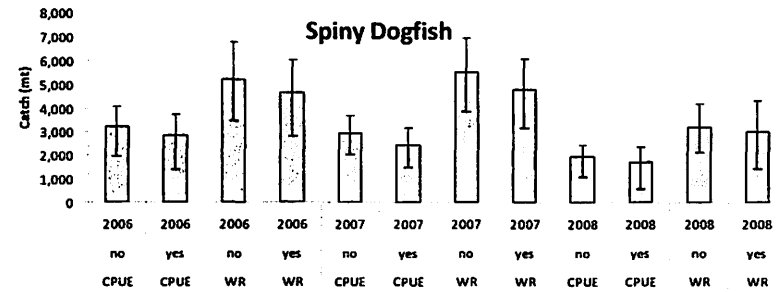 Spiny Dogfish
Catch (mt)
8,000
7,000
6,000
5,000
4,000
3,000
2,000
1,000
0
2006 2006 2006 2006 2007 2007 2007 2007 2008 2008 2008 2008
no yes no yes no yes no yes no yes no yes
CPUE CPUE WR WR CPUE CPUE WR WR CPUE CPUE WR WR